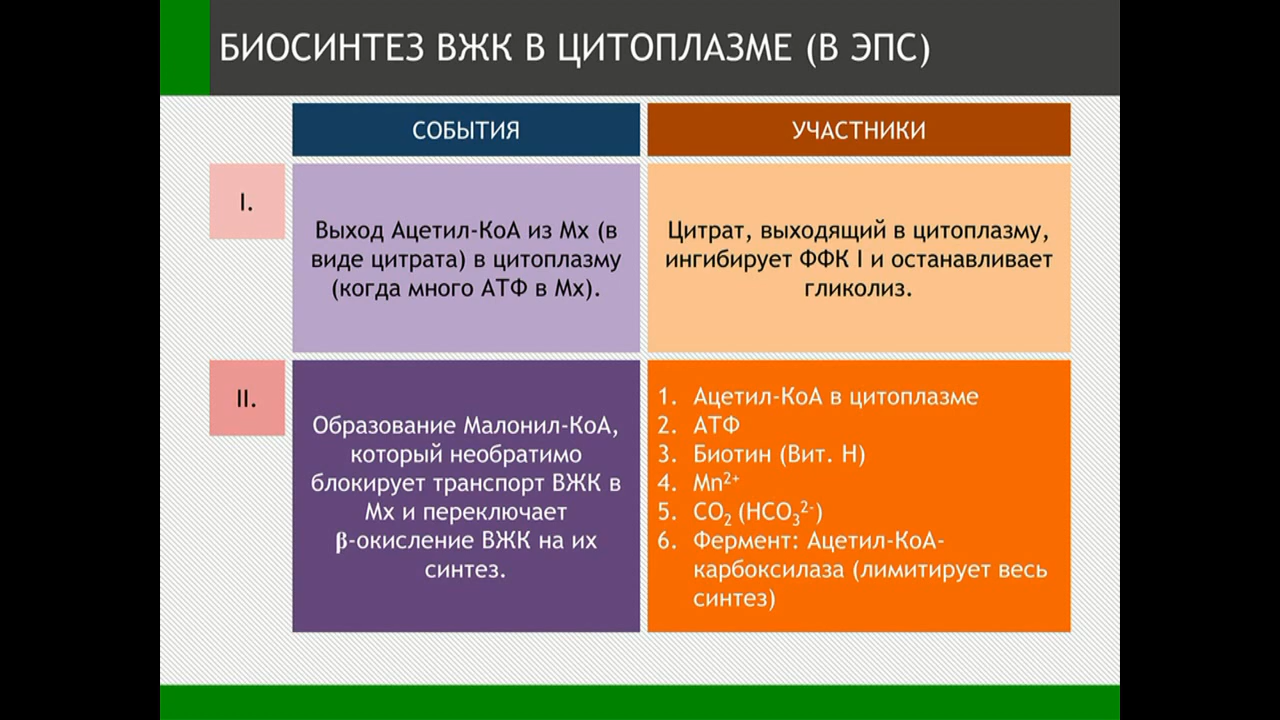 БИОСИНТЕЗ ВЖК В ЦИТОПЛАЗМЕ (В ЭПС)
СОБЫТИЯ
УЧАСТНИКИ
I.
Выход Ацетил-КоА из Мх (в
виде цитрата) в цитоплазму
(когда много АТФ в Мх).
Цитрат, выходящий в цитоплазму,
ингибирует ФФК I и останавливает
гликолиз.
II.
Образование Малонил-КоА,
который необратимо
блокирует транспорт ВЖК в
Мх и переключает
β-окисление ВЖК на их
синтез.
1. Ацетил-КоА в цитоплазме
2. АТФ
3. Биотин (Вит. Н)
4. Mn²⁺
5. CO₂ (HCO₃²⁻)
6. Фермент: Ацетил-КоА-
карбоксилаза (лимитирует весь
синтез)